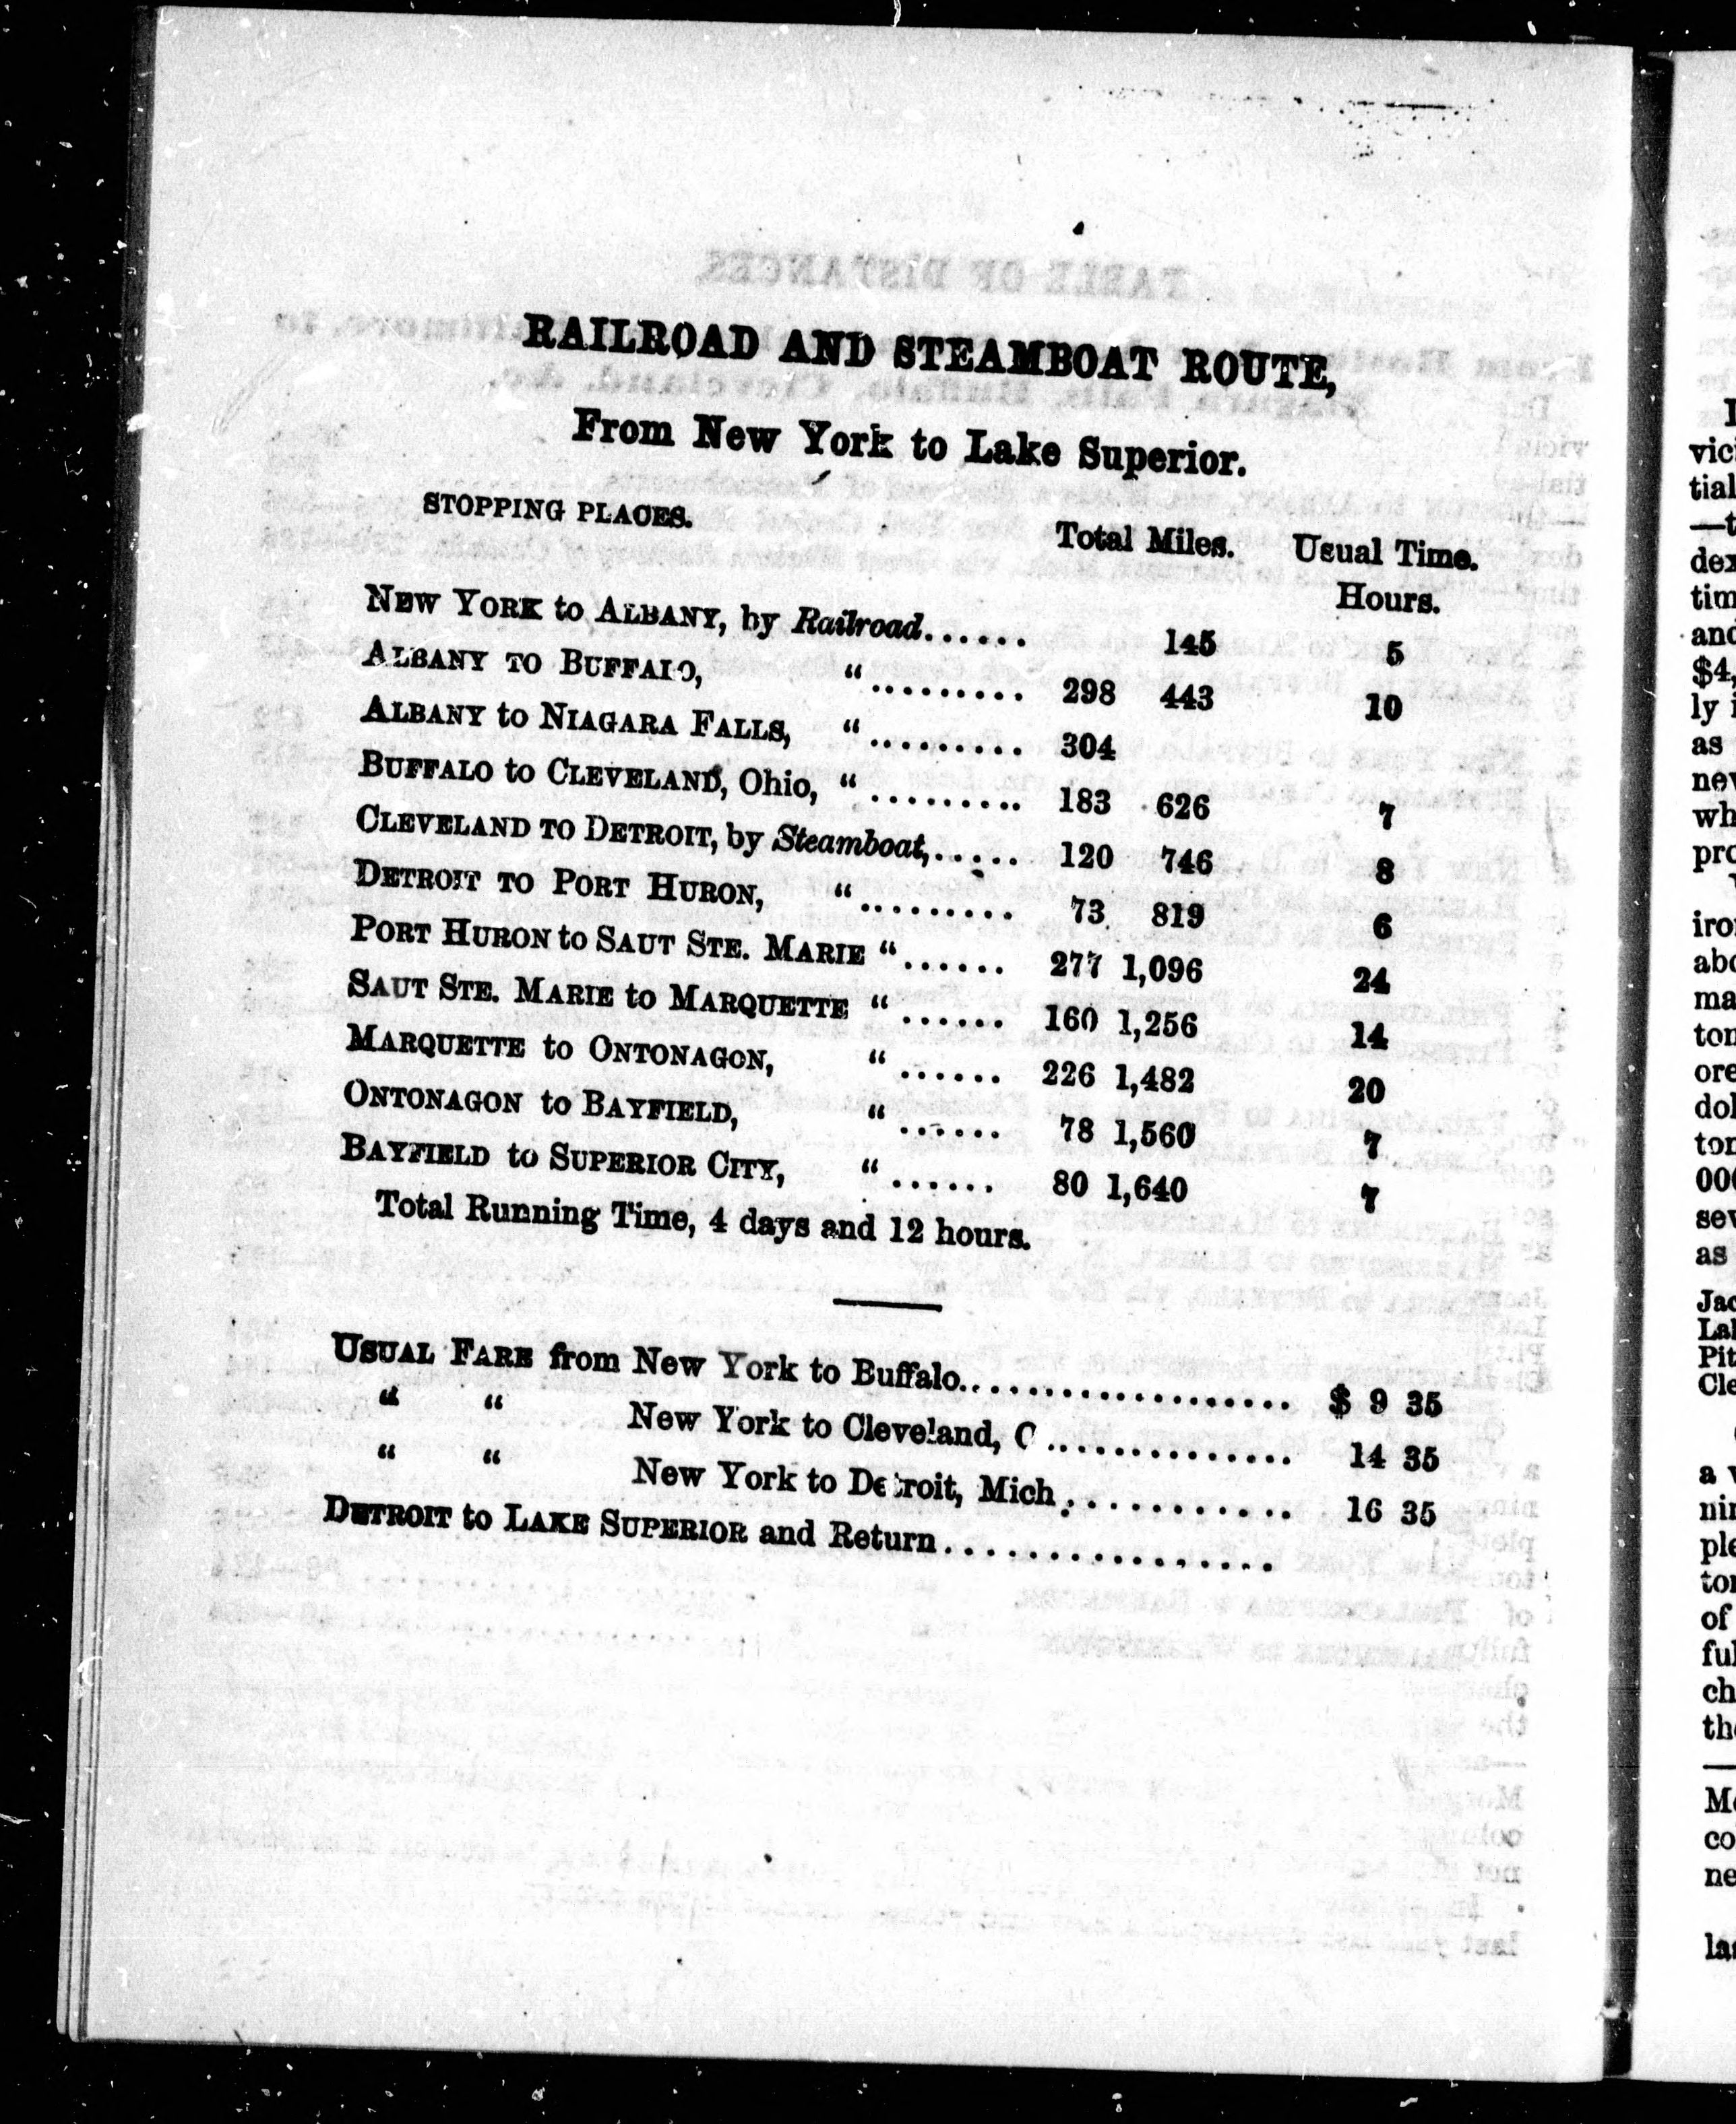 RAILROAD AND STEAMBOAT ROUTE,
From New York to Lake Superior.
STOPPING PLACES. Total Miles. Usual Time.
Hours.
NEW YORK to ALBANY, by Railroad...... 145 5
ALBANY TO BUFFALO, “......... 298 443 10
ALBANY to NIAGARA FALLS, “......... 304
BUFFALO to CLEVELAND, Ohio, “......... 183 626 7
CLEVELAND TO DETROIT, by Steamboat,..... 120 746 8
DETROIT TO PORT HURON, “......... 73 819 6
PORT HURON to SAUT STE. MARIE “...... 277 1,096 24
SAUT STE. MARIE to MARQUETTE “...... 160 1,256 14
MARQUETTE to ONTONAGON, “...... 226 1,482 20
ONTONAGON to BAYFIELD, “...... 78 1,560 7
BAYFIELD to SUPERIOR CITY, “...... 80 1,640 7
Total Running Time, 4 days and 12 hours.
USUAL FARE from New York to Buffalo.................. $ 9 35
“ “ New York to Cleveland, O.............. 14 35
“ “ New York to Detroit, Mich............ 16 35
DETROIT to LAKE SUPERIOR and Return................